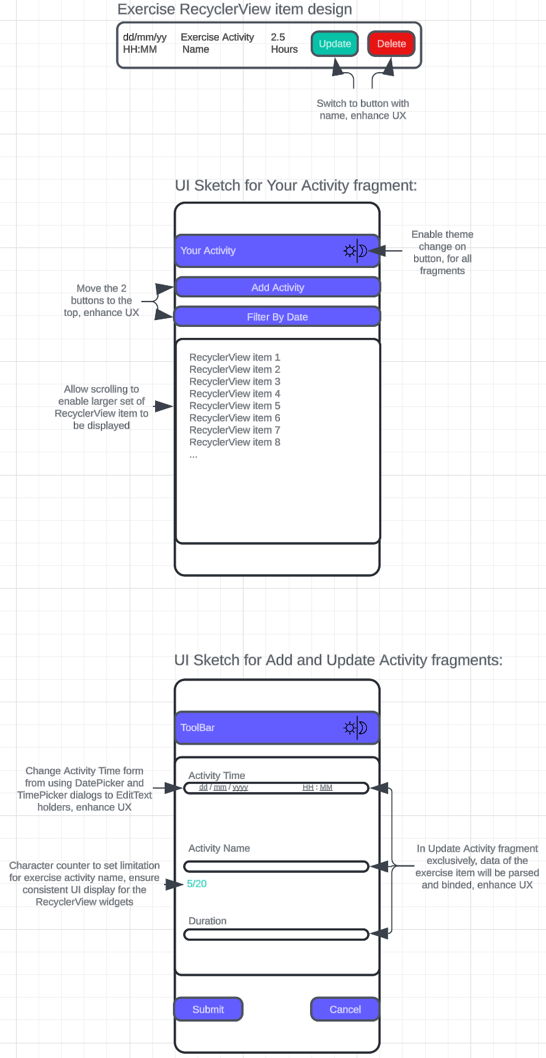 Exercise RecyclerView item design
dd/mm/yy Exercise Activity 2.5
HH:MM Name Hours
Update
Delete
Switch to button with
name, enhance UX
UI Sketch for Your Activity fragment:
Your Activity
Enable theme
change on
button, for all
fragments
Add Activity
Move the 2
buttons to the
top, enhance UX
Filter By Date
RecyclerView item 1
RecyclerView item 2
RecyclerView item 3
RecyclerView item 4
RecyclerView item 5
RecyclerView item 6
RecyclerView item 7
RecyclerView item 8
...
Allow scrolling to
enable larger set of
RecyclerView item to
be displayed
UI Sketch for Add and Update Activity fragments:
ToolBar
Change Activity Time form
from using DatePicker and
TimePicker dialogs to EditText
holders, enhance UX
Activity Time
dd / mm / yyyy HH : MM
Activity Name
In Update Activity fragment
exclusively, data of the
exercise item will be parsed
and binded, enhance UX
Character counter to set limitation
for exercise activity name, ensure
consistent UI display for the
RecyclerView widgets
5/20
Duration
Submit
Cancel